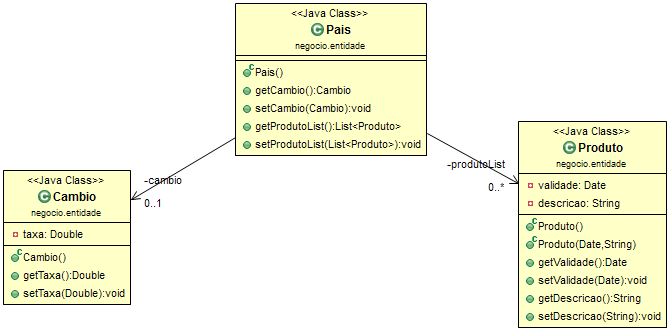 <<Java Class>>
Pais
negocio.entidade
Pais()
getCambio():Cambio
setCambio(Cambio):void
getProdutoList():List<Produto>
setProdutoList(List<Produto>):void
-cambio
0..1
-produtoList
0..*
<<Java Class>>
Cambio
negocio.entidade
taxa: Double
Cambio()
getTaxa():Double
setTaxa(Double):void
<<Java Class>>
Produto
negocio.entidade
validade: Date
descricao: String
Produto()
Produto(Date,String)
getValidade():Date
setValidade(Date):void
getDescricao():String
setDescricao(String):void